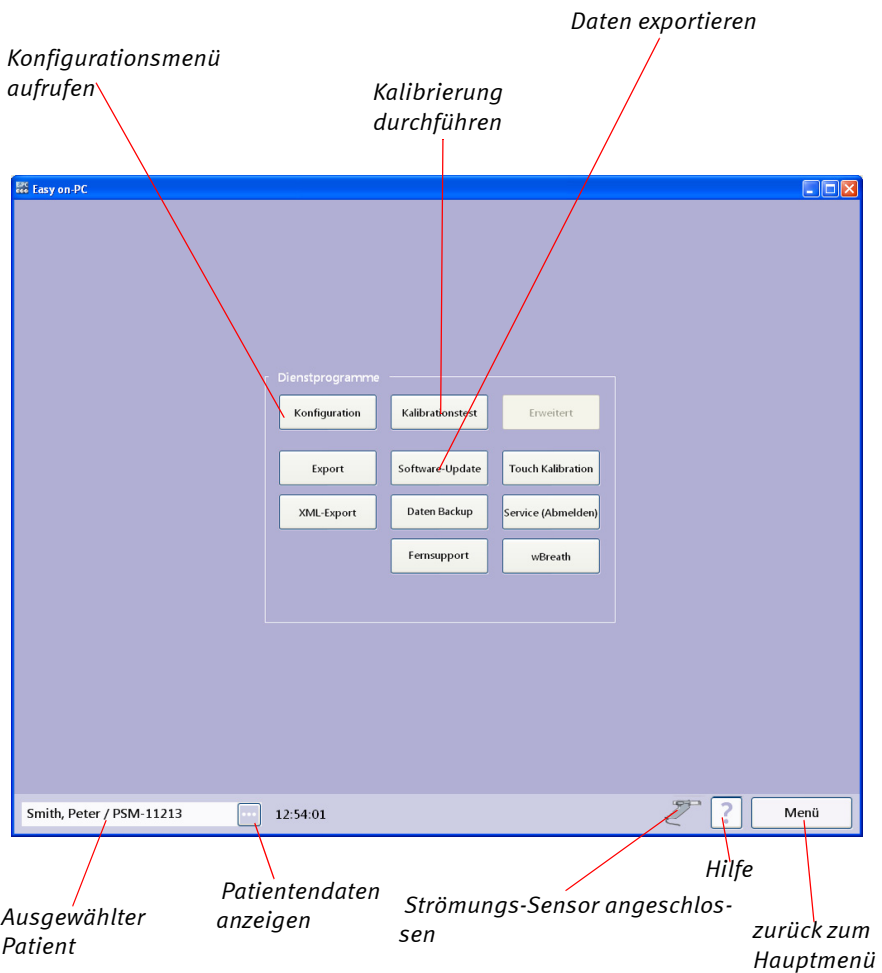 Daten exportieren
Konfigurationsmenü
aufrufen
Kalibrierung
durchführen
EPC
Easy on-PC
Dienstprogramme
Konfiguration
Kalibrationstest
Erweitert
Export
Software-Update
Touch Kalibration
XML-Export
Daten Backup
Service (Abmelden)
Fernsupport
wBreath
Smith, Peter / PSM-11213
...
12:54:01
?
Menü
Hilfe
Patientendaten
anzeigen
Strömungs-Sensor angeschlos-
sen
Ausgewählter
Patient
zurück zum
Hauptmenü